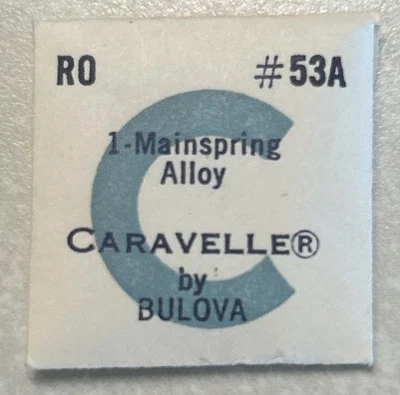 RO #53A
1-Mainspring
Alloy
CARAVELLE®
by
BULOVA